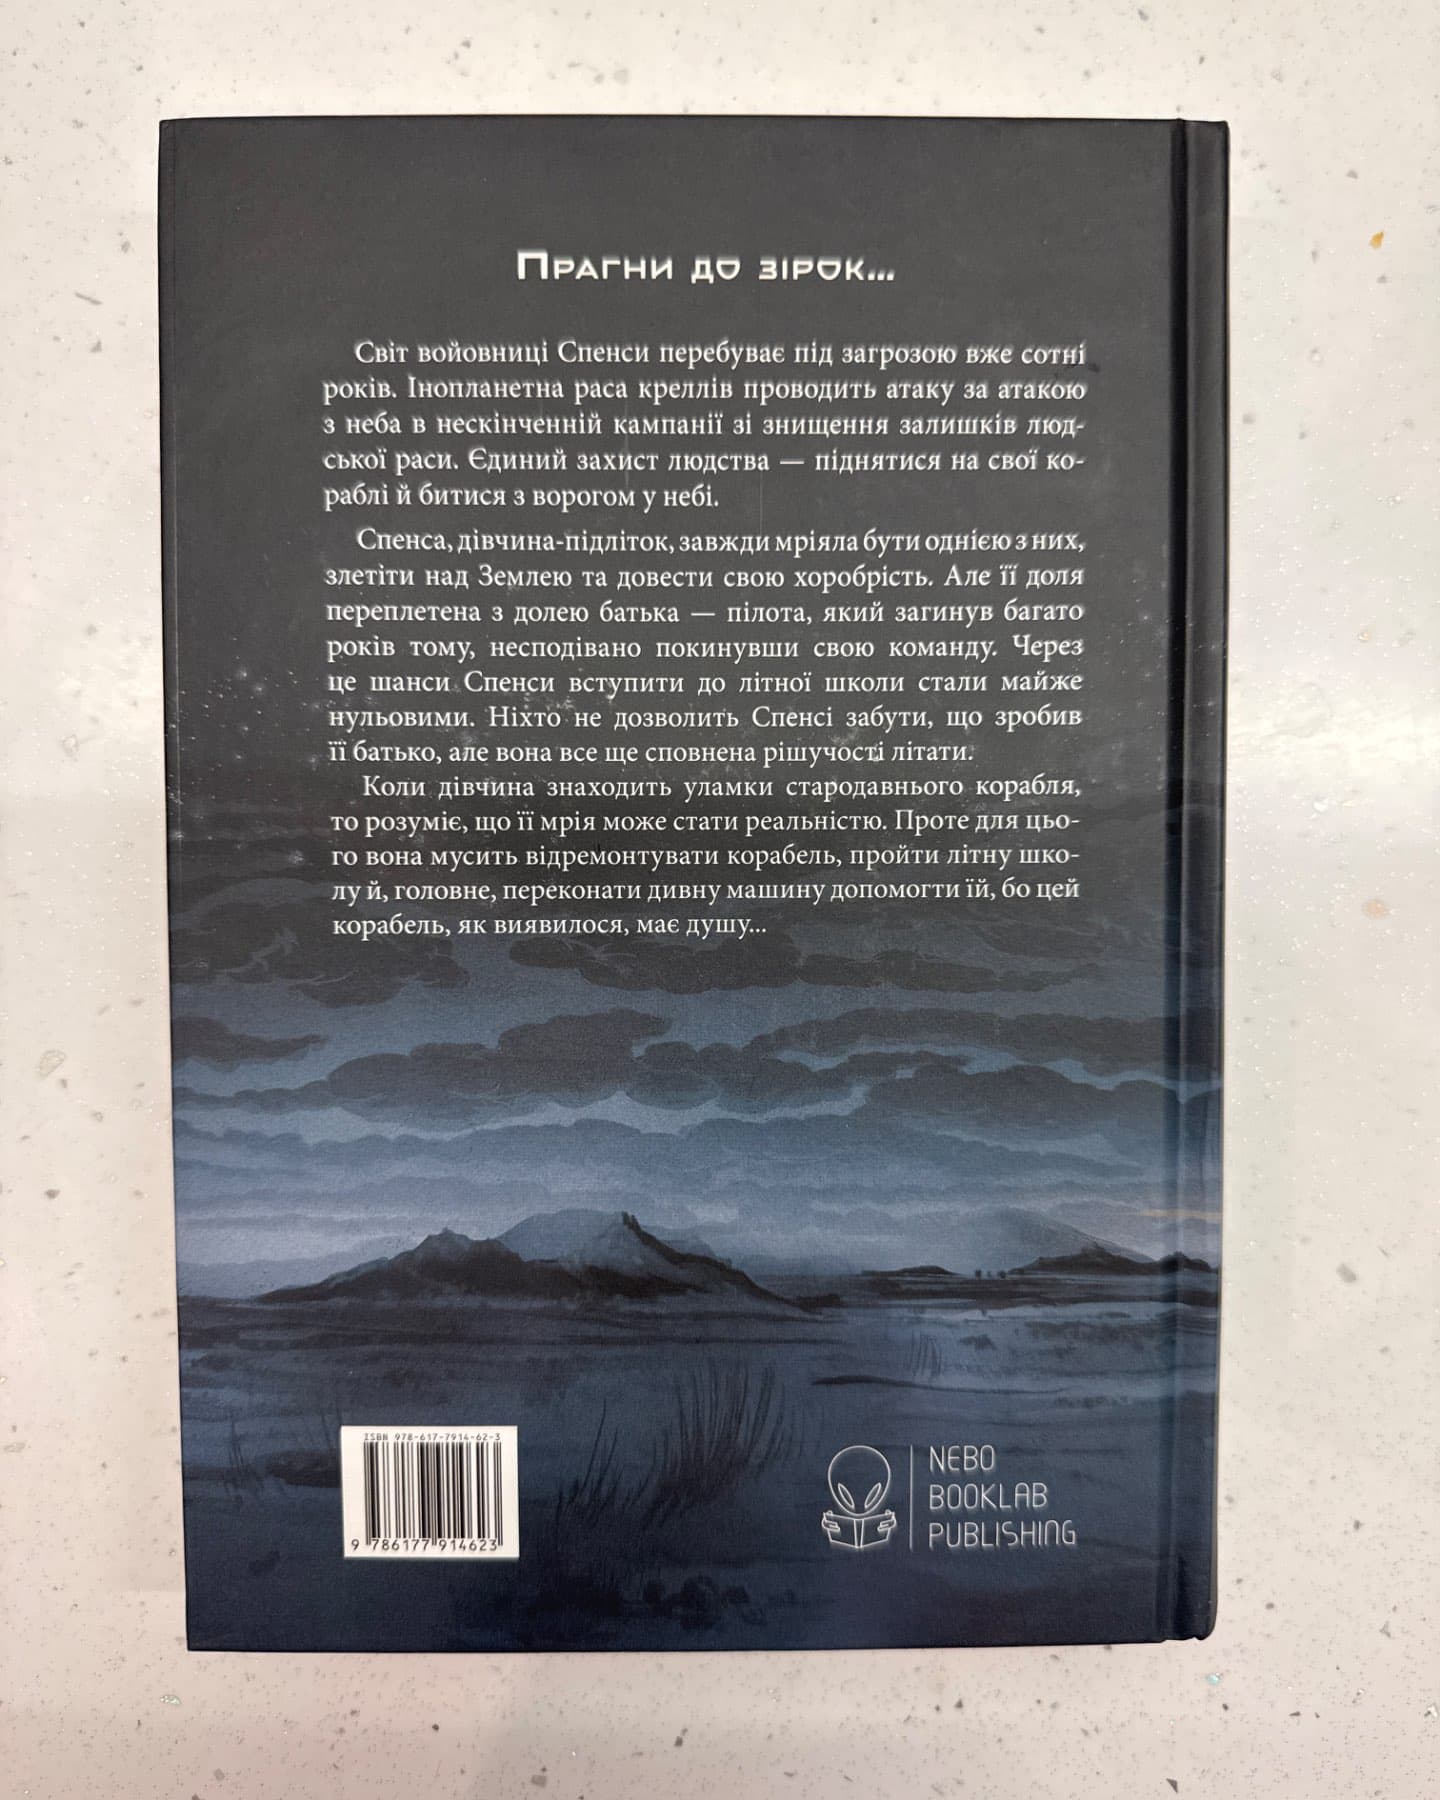 Прагни до зірок...
Світ войовниці Спенси перебуває під загрозою вже сотні
років. Інопланетна раса креллів проводить атаку за атакою
з неба в нескінченній кампанії зі знищення залишків люд-
ської раси. Єдиний захист людства — піднятися на свої ко-
раблі й битися з ворогом у небі.
Спенса, дівчина-підліток, завжди мріяла бути однією з них,
злетіти над Землею та довести свою хоробрість. Але її доля
переплетена з долею батька — пілота, який загинув багато
років тому, несподівано покинувши свою команду. Через
це шанси Спенси вступити до літної школи стали майже
нульовими. Ніхто не дозволить Спенсі забути, що зробив
її батько, але вона все ще сповнена рішучості літати.
Коли дівчина знаходить уламки стародавнього корабля,
то розуміє, що її мрія може стати реальністю. Проте для цьо-
го вона мусить відремонтувати корабель, пройти літну шко-
лу й, головне, переконати дивну машину допомогти їй, бо цей
корабель, як виявилося, має душу...
ISBN 978-617-7914-62-3
9 786177 914623
NEBO
BOOKLAB
PUBLISHING